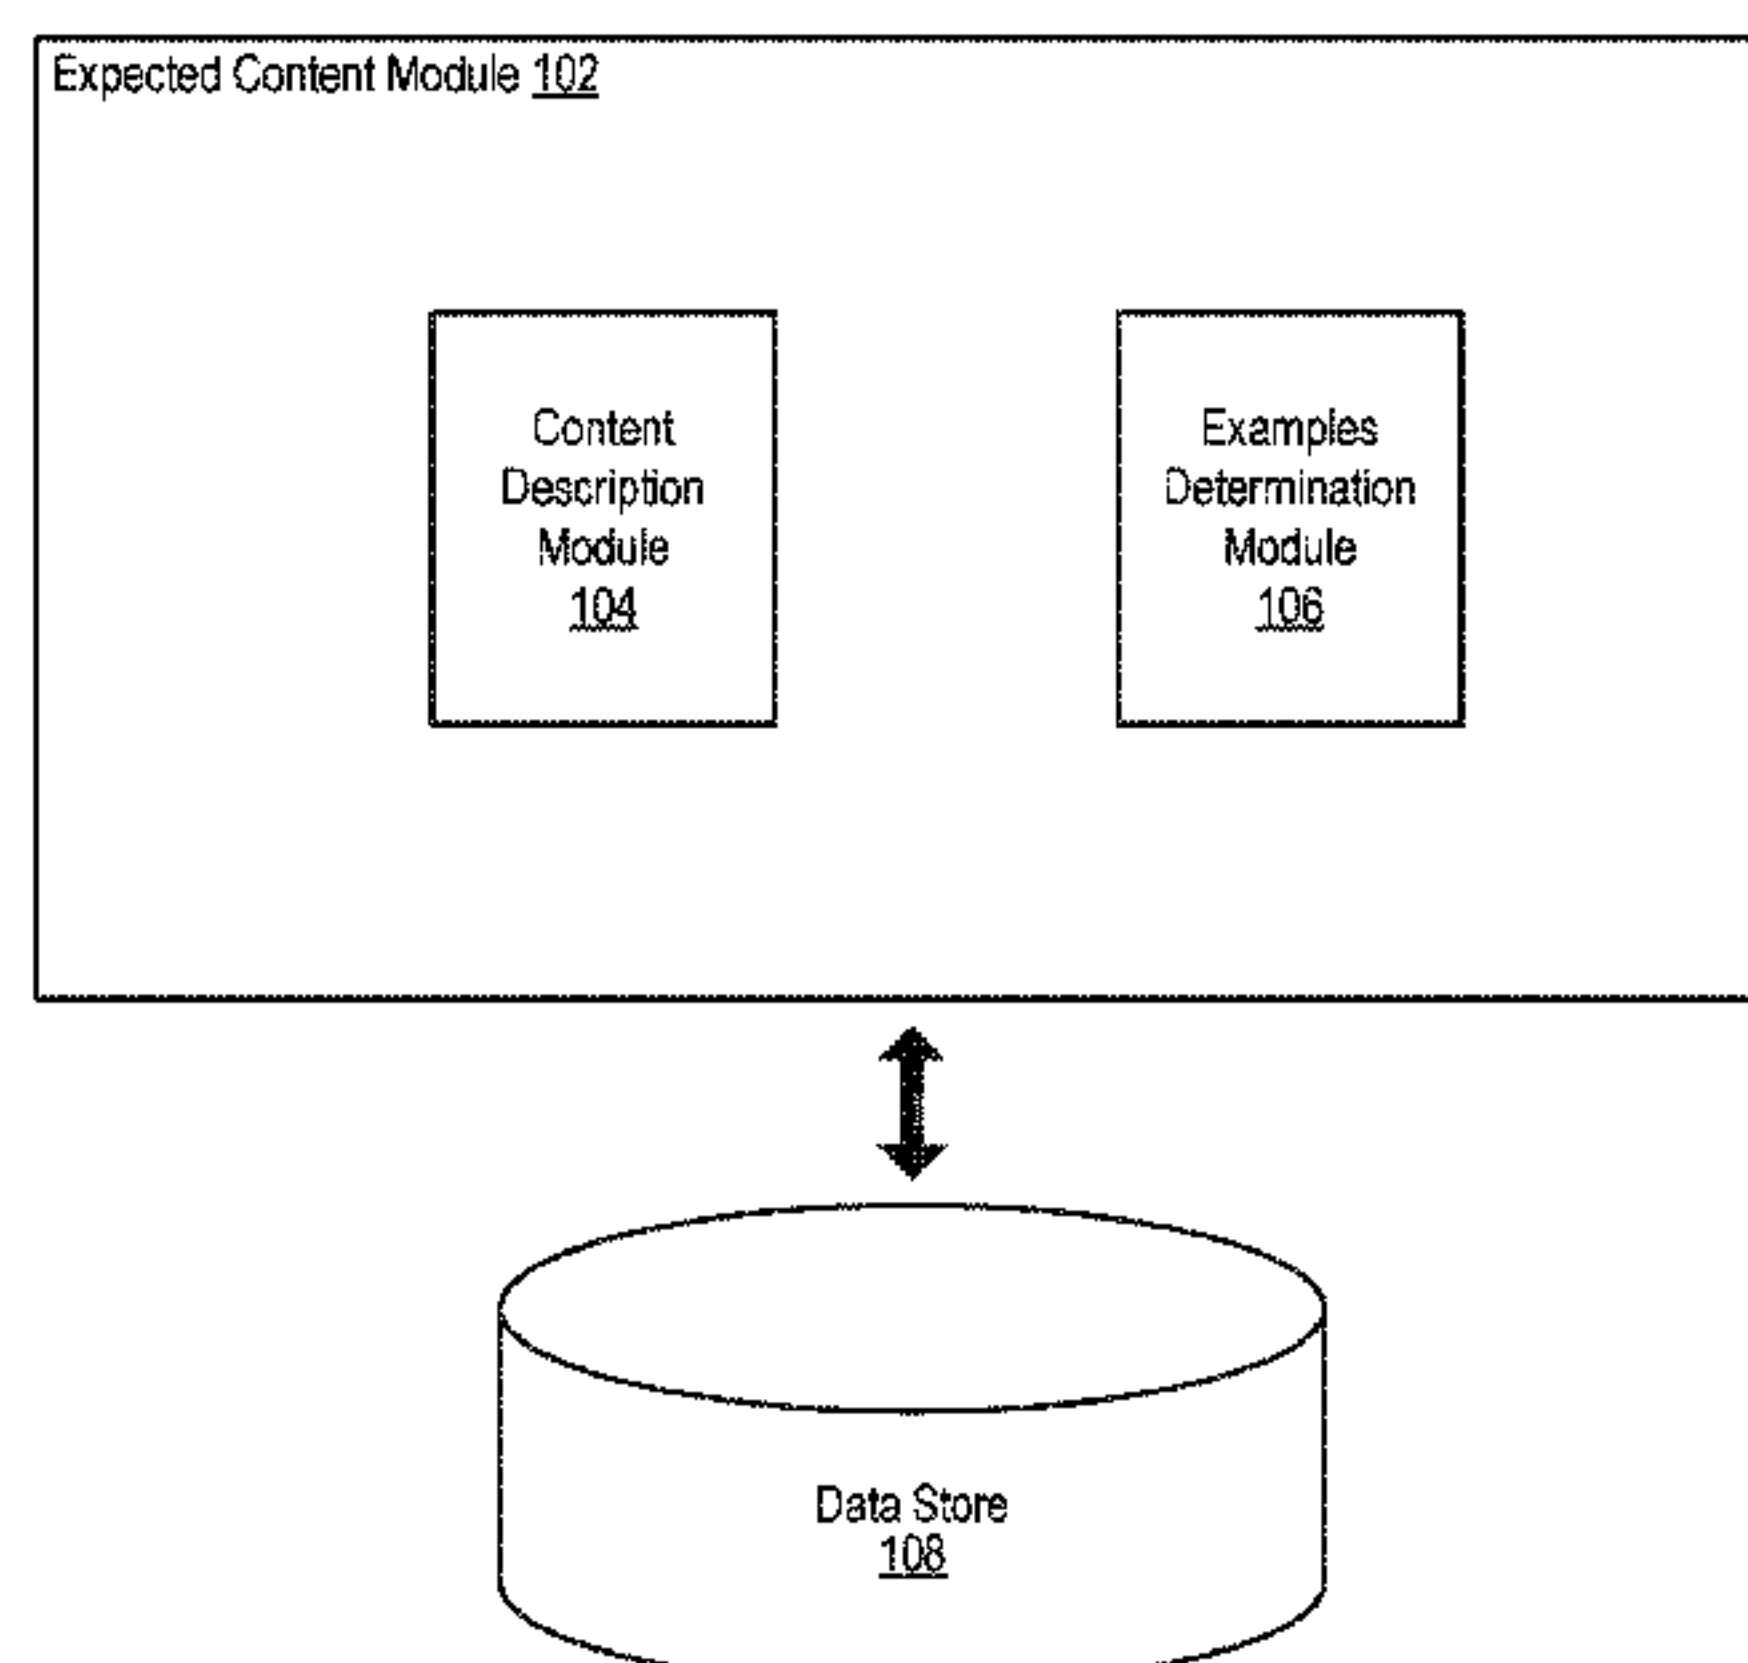 Expected Content Module 102
Content
Description
Module
104
Examples
Determination
Module
106
Data Store
108